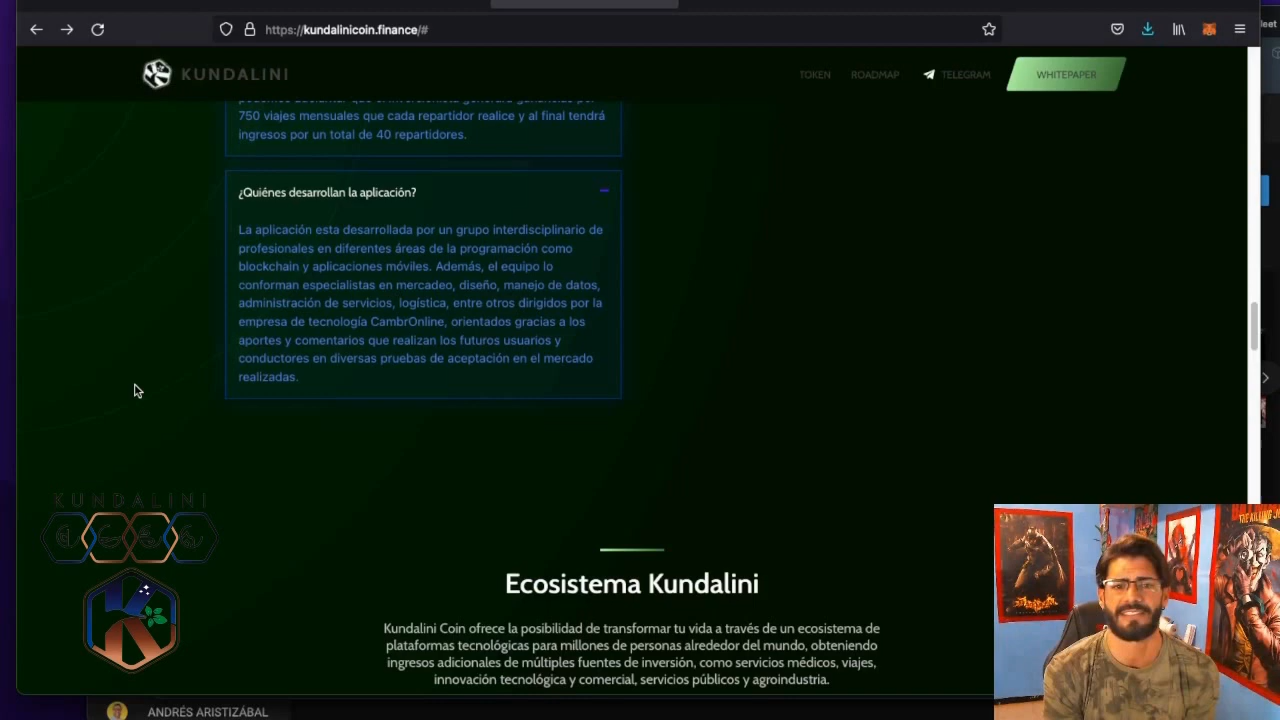 leet
https://kundalinicoin.finance/#
KUNDALINI
TOKEN
ROADMAP
TELEGRAM
WHITEPAPER
750 viajes mensuales que cada repartidor realice y al final tendrá
ingresos por un total de 40 repartidores.
¿Quiénes desarrollan la aplicación?
La aplicación esta desarrollada por un grupo interdisciplinario de
profesionales en diferentes áreas de la programación como
blockchain y aplicaciones móviles. Además, el equipo lo
conforman especialistas en mercadeo, diseño, manejo de datos,
administración de servicios, logística, entre otros dirigidos por la
empresa de tecnología CambrOnline, orientados gracias a los
aportes y comentarios que realizan los futuros usuarios y
conductores en diversas pruebas de aceptación en el mercado
realizadas.
KUNDALINI
Ecosistema Kundalini
Kundalini Coin ofrece la posibilidad de transformar tu vida a través de un ecosistema de
plataformas tecnológicas para millones de personas alrededor del mundo, obteniendo
ingresos adicionales de múltiples fuentes de inversión, como servicios médicos, viajes,
innovación tecnológica y comercial, servicios públicos y agroindustria.
THE KILLING JO
ANDRÉS ARISTIZÁBAL